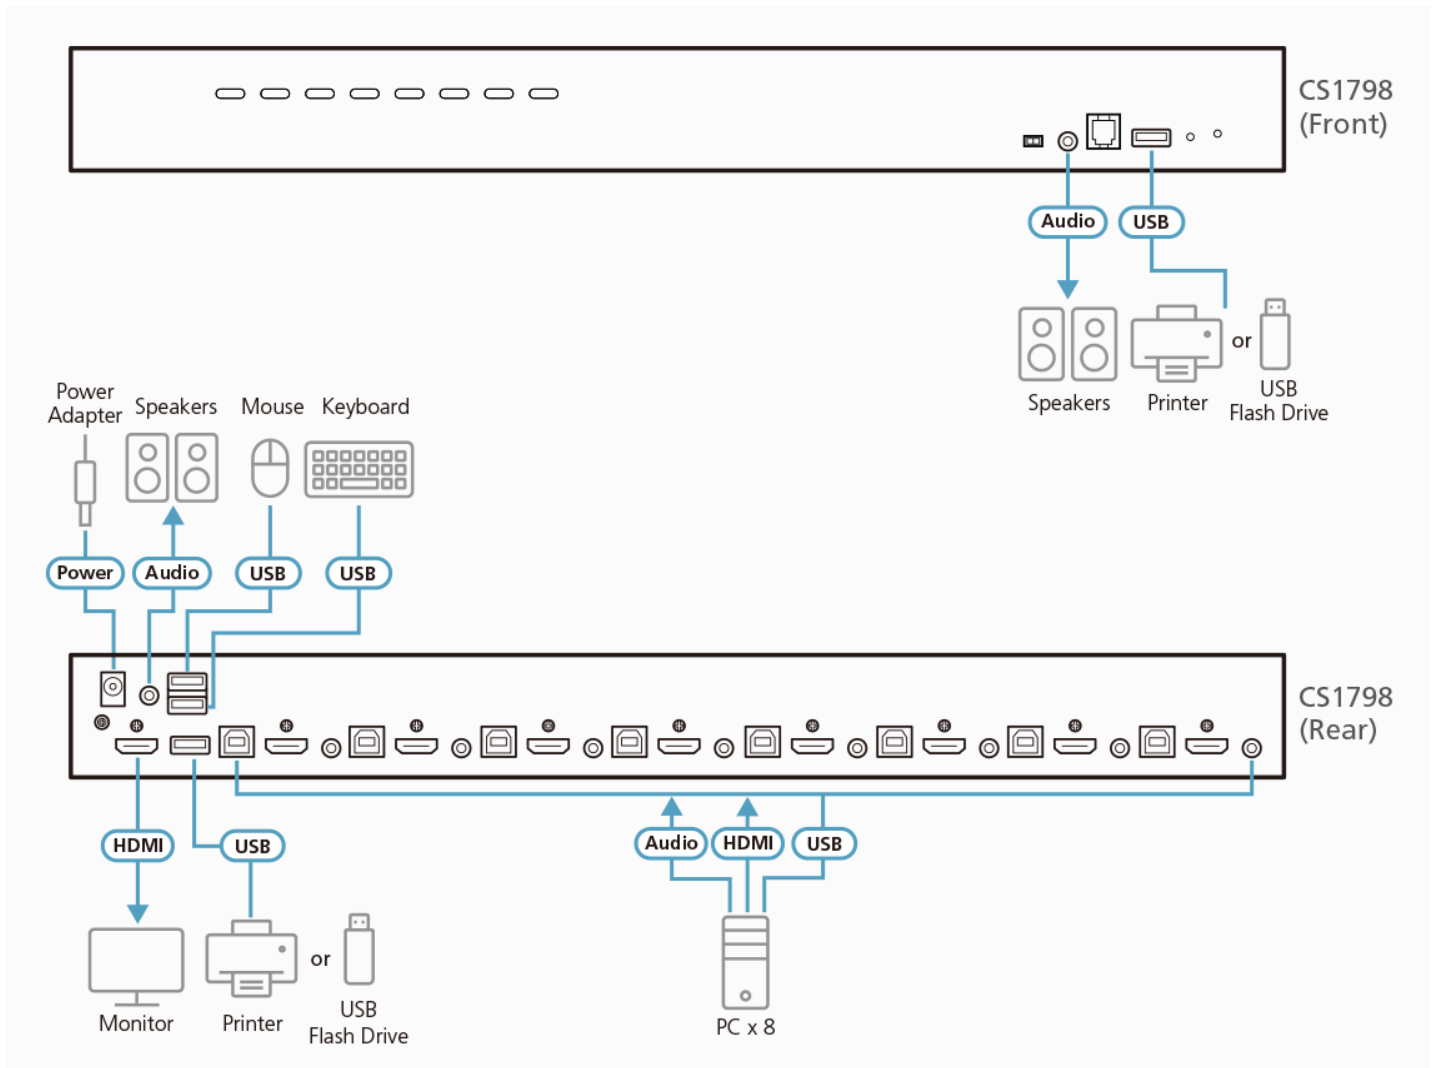 CS1798
(Front)
Audio
USB
or
Speakers
Printer
USB
Flash Drive
Power
Adapter
Speakers
Mouse
Keyboard
Power
Audio
USB
USB
CS1798
(Rear)
HDMI
USB
Audio
HDMI
USB
or
Monitor
Printer
USB
Flash Drive
PC x 8